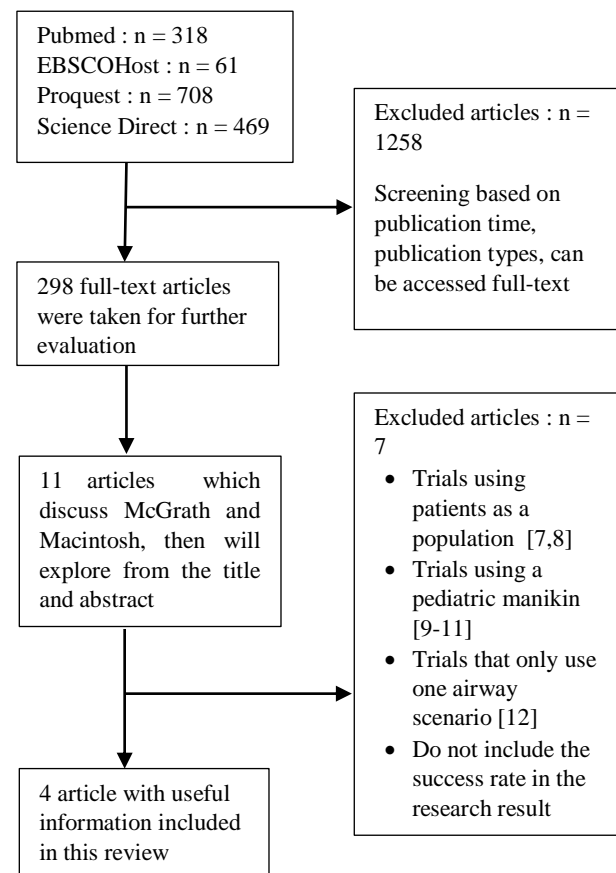 Pubmed : n = 318
EBSCOHost : n = 61
Proquest : n = 708
Science Direct : n = 469
Excluded articles : n =
1258
Screening based on
publication time,
publication types, can
be accessed full-text
298 full-text articles
were taken for further
evaluation
11 articles which
discuss McGrath and
Macintosh, then will
explore from the title
and abstract
Excluded articles : n =
7
• Trials using
patients as a
population [7,8]
• Trials using a
pediatric manikin
[9-11]
• Trials that only use
one airway
scenario [12]
• Do not include the
success rate in the
research result
4 article with useful
information included
in this review